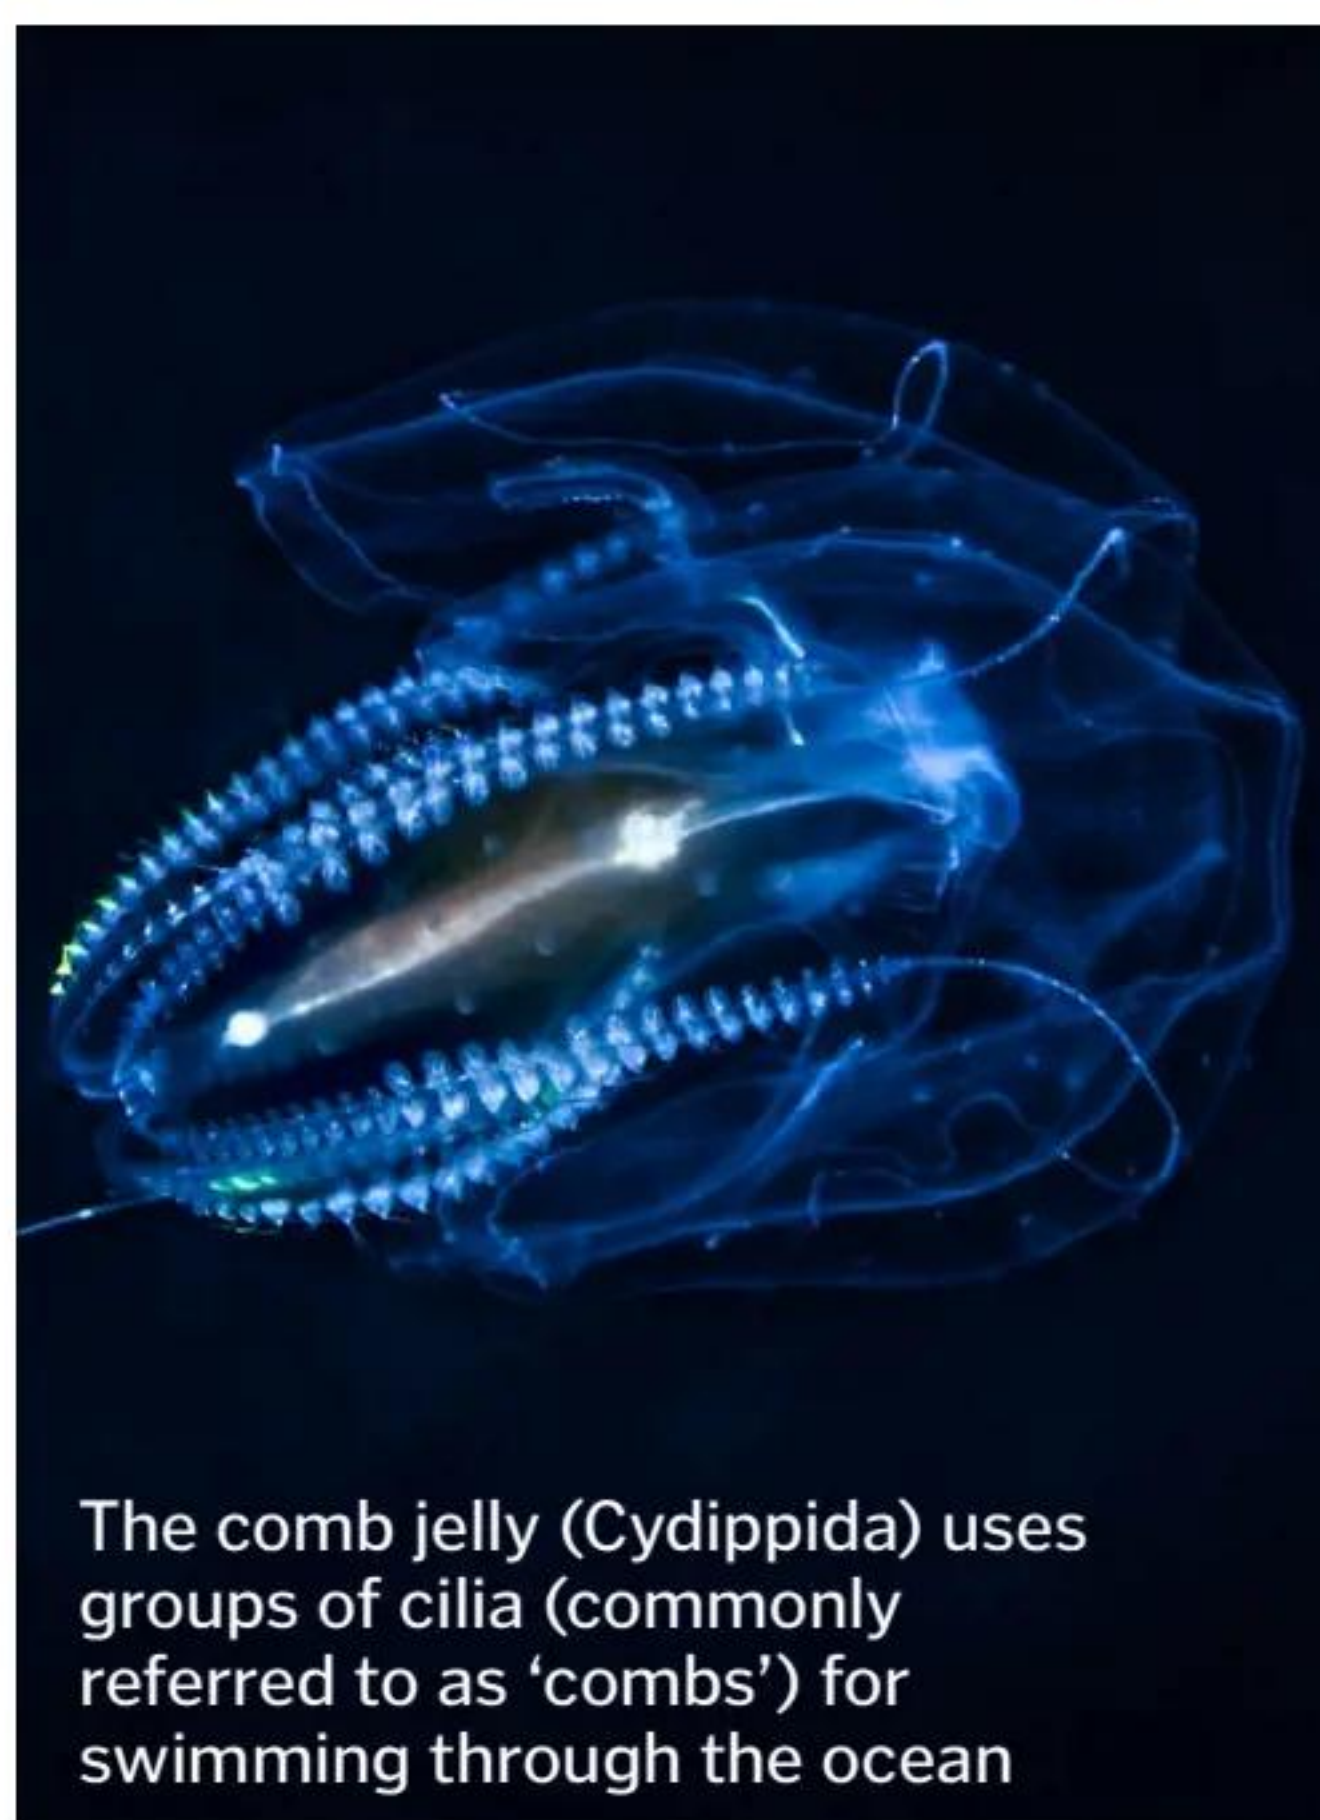 The comb jelly (Cydippida) uses
groups of cilia (commonly
referred to as ‘combs’) for
swimming through the ocean